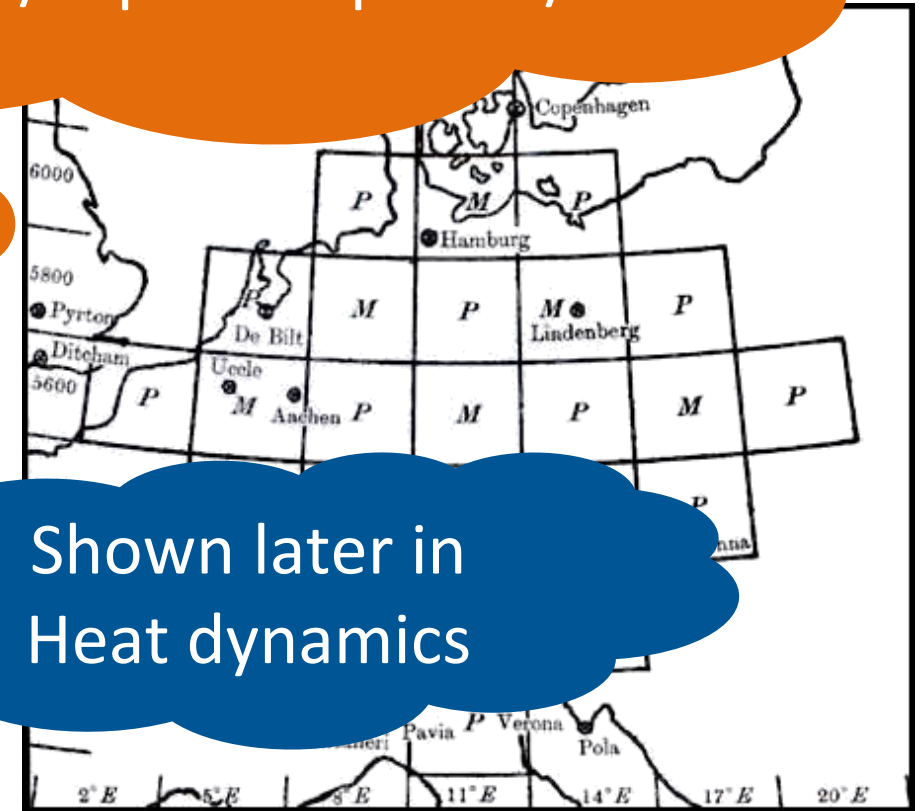 Copenhagen
6000
P
M
P
Hamburg
5800
Pyrton
P
De Bilt
M
P
M
Lindenberg
P
Ditcham
5600
P
Uccle
M
Aachen
P
M
P
M
P
P
Shown later in
Heat dynamics
Pavia
P
Verona
Pola
2° E
5° E
8° E
11° E
14° E
17° E
20° E